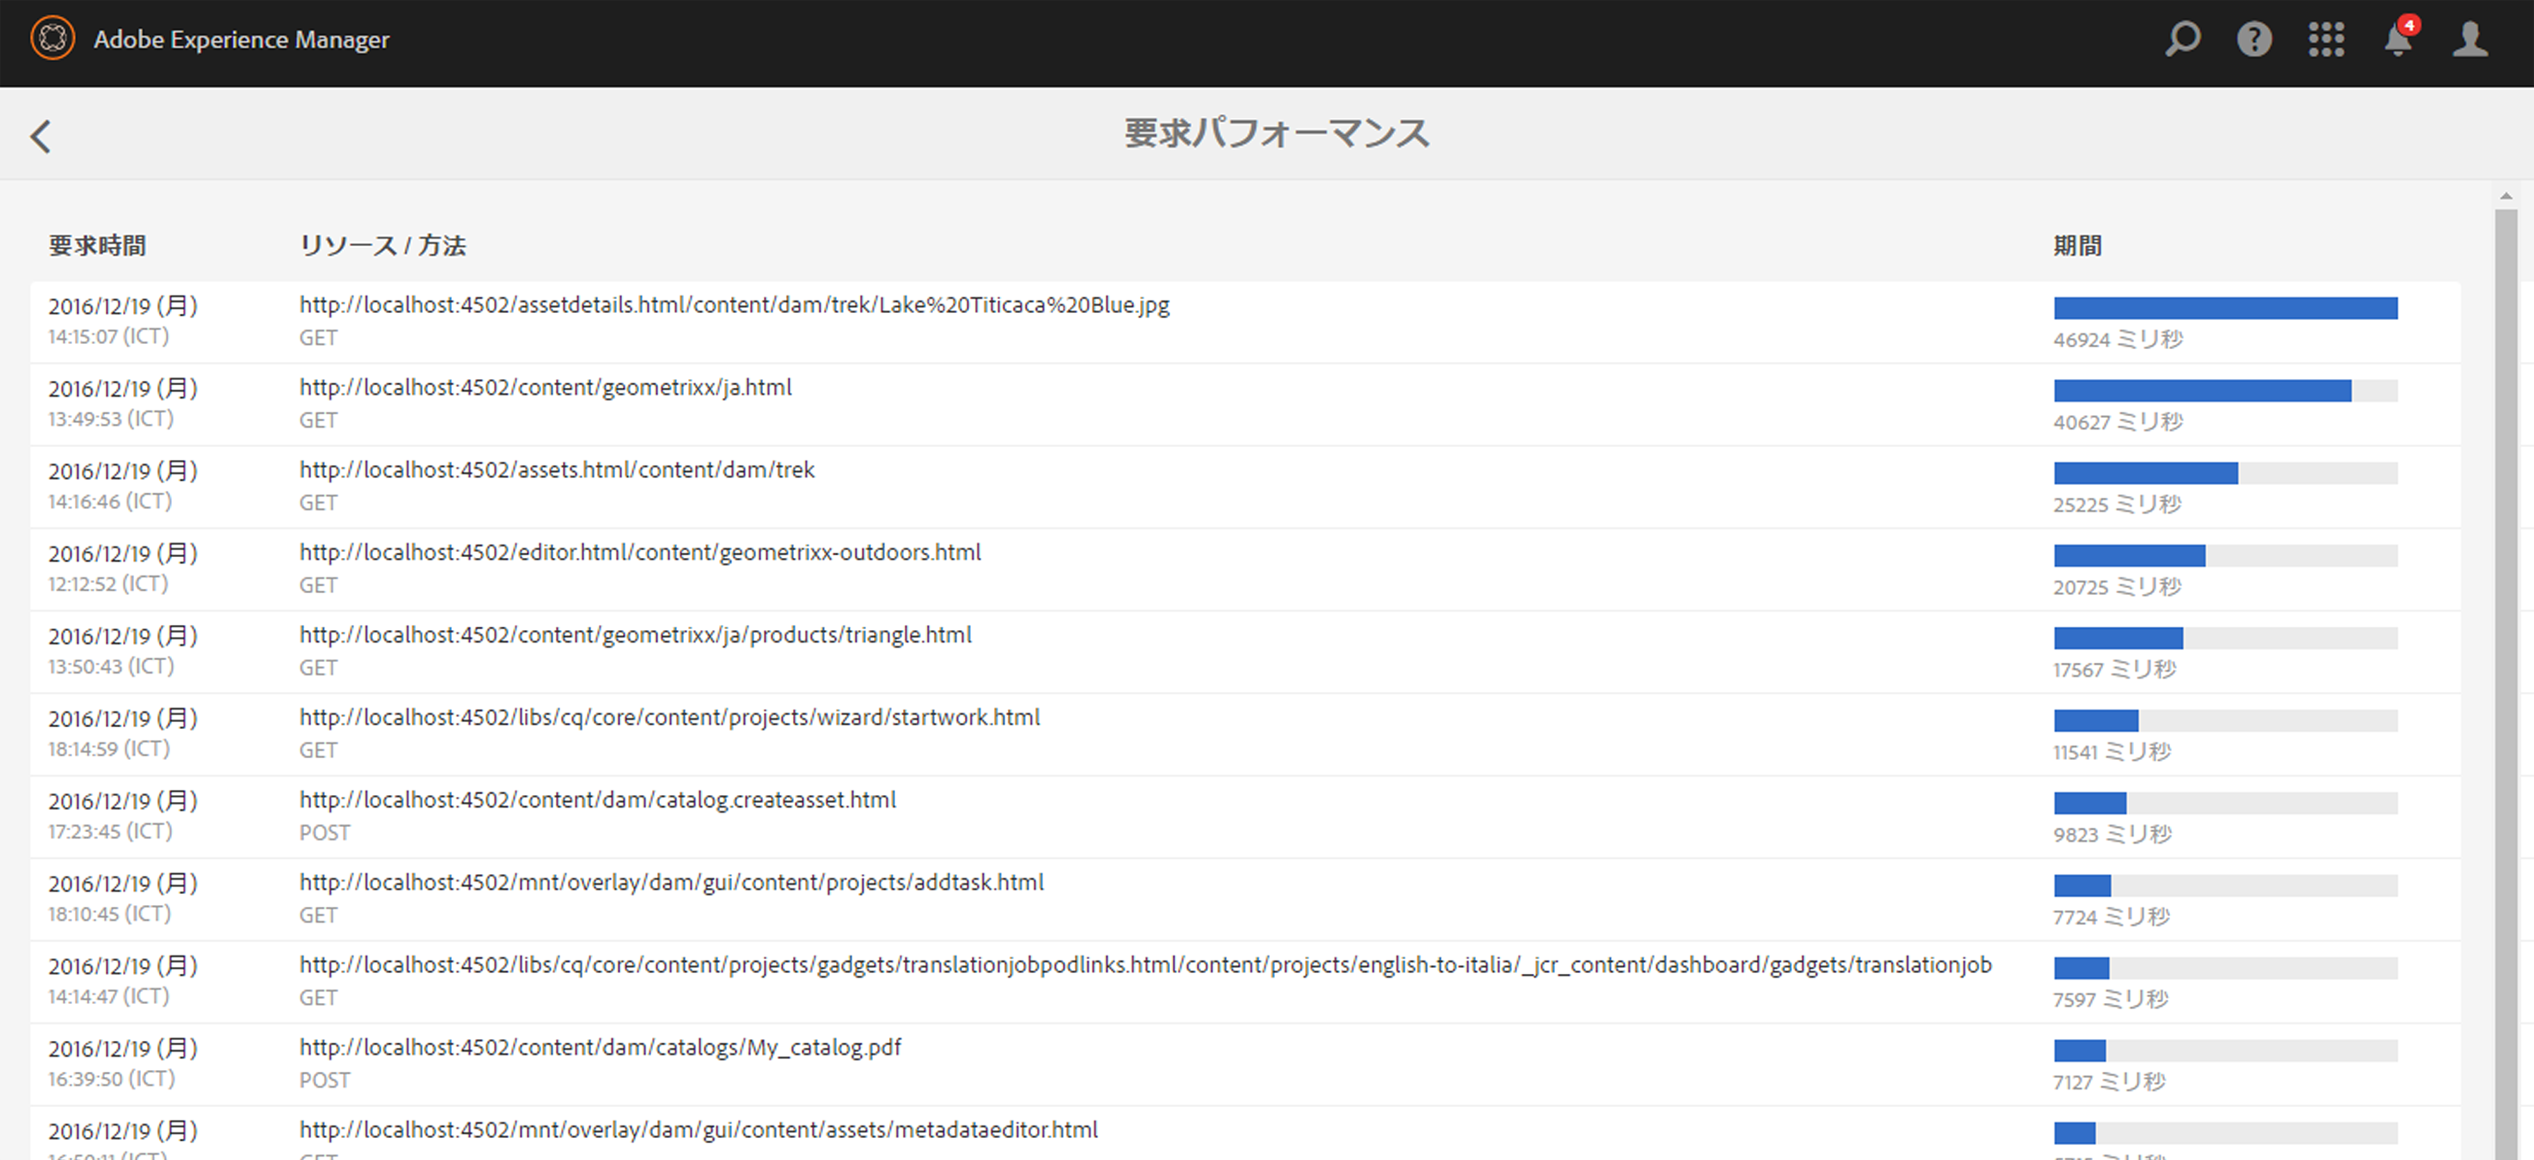 Adobe Experience Manager
4
要求パフォーマンス
要求時間 リソース / 方法 期間
2016/12/19 (月) http://localhost:4502/assetdetails.html/content/dam/trek/Lake%20Titicaca%20Blue.jpg
14:15:07 (ICT) GET 46924 ミリ秒
2016/12/19 (月) http://localhost:4502/content/geometrixx/ja.html
13:49:53 (ICT) GET 40627 ミリ秒
2016/12/19 (月) http://localhost:4502/assets.html/content/dam/trek
14:16:46 (ICT) GET 25225 ミリ秒
2016/12/19 (月) http://localhost:4502/editor.html/content/geometrixx-outdoors.html
12:12:52 (ICT) GET 20725 ミリ秒
2016/12/19 (月) http://localhost:4502/content/geometrixx/ja/products/triangle.html
13:50:43 (ICT) GET 17567 ミリ秒
2016/12/19 (月) http://localhost:4502/libs/cq/core/content/projects/wizard/startwork.html
18:14:59 (ICT) GET 11541 ミリ秒
2016/12/19 (月) http://localhost:4502/content/dam/catalog.createasset.html
17:23:45 (ICT) POST 9823 ミリ秒
2016/12/19 (月) http://localhost:4502/mnt/overlay/dam/gui/content/projects/addtask.html
18:10:45 (ICT) GET 7724 ミリ秒
2016/12/19 (月) http://localhost:4502/libs/cq/core/content/projects/gadgets/translationjobpodlinks.html/content/projects/english-to-italia/_jcr_content/dashboard/gadgets/translationjob
14:14:47 (ICT) GET 7597 ミリ秒
2016/12/19 (月) http://localhost:4502/content/dam/catalogs/My_catalog.pdf
16:39:50 (ICT) POST 7127 ミリ秒
2016/12/19 (月) http://localhost:4502/mnt/overlay/dam/gui/content/assets/metadataeditor.html